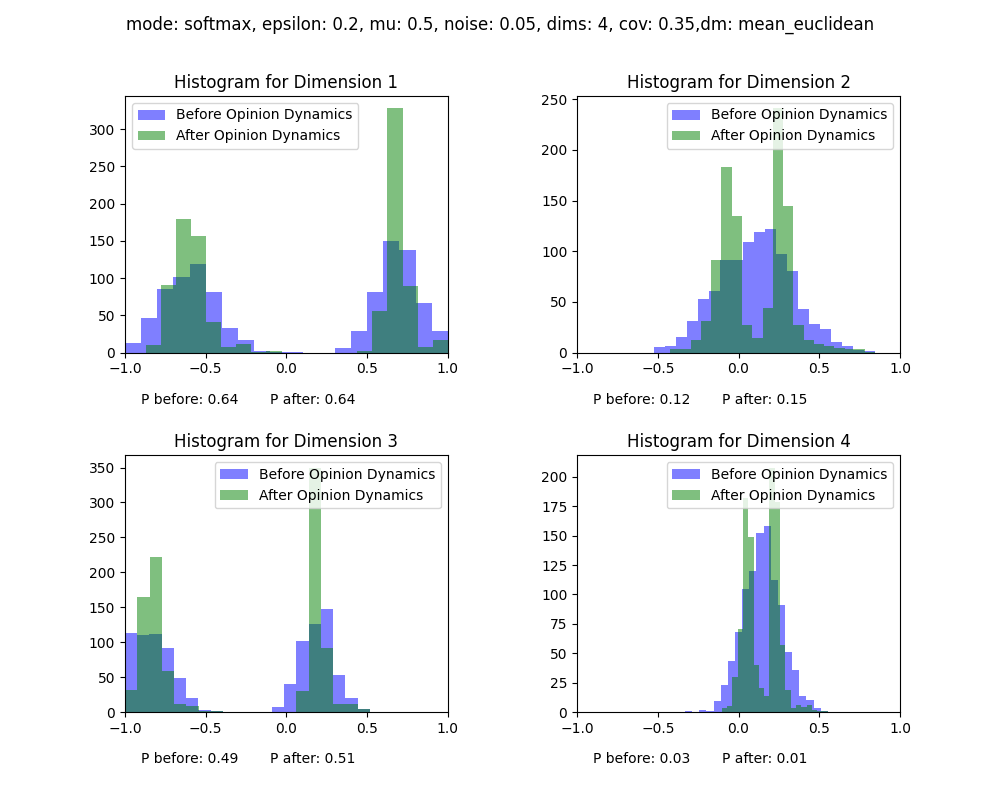 mode: softmax, epsilon: 0.2, mu: 0.5, noise: 0.05, dims: 4, cov: 0.35,dm: mean_euclidean
Histogram for Dimension 1
Before Opinion Dynamics
After Opinion Dynamics
300
250
200
150
100
50
0
−1.0 −0.5 0.0 0.5 1.0
P before: 0.64 P after: 0.64
Histogram for Dimension 2
Before Opinion Dynamics
After Opinion Dynamics
250
200
150
100
50
0
−1.0 −0.5 0.0 0.5 1.0
P before: 0.12 P after: 0.15
Histogram for Dimension 3
Before Opinion Dynamics
After Opinion Dynamics
350
300
250
200
150
100
50
0
−1.0 −0.5 0.0 0.5 1.0
P before: 0.49 P after: 0.51
Histogram for Dimension 4
Before Opinion Dynamics
After Opinion Dynamics
200
175
150
125
100
75
50
25
0
−1.0 −0.5 0.0 0.5 1.0
P before: 0.03 P after: 0.01